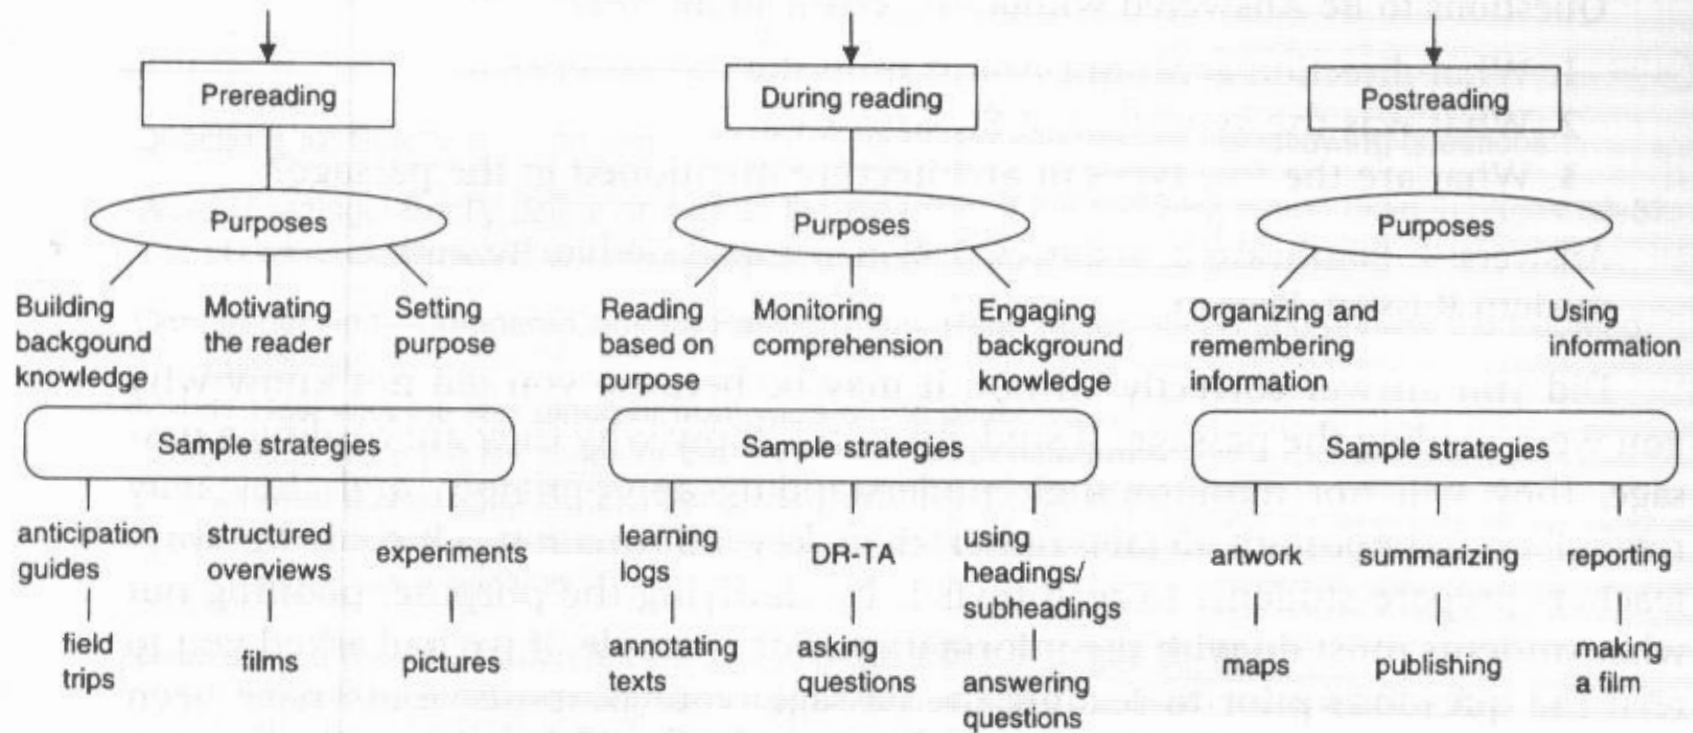 Prereading
During reading
Postreading
Purposes
Purposes
Purposes
Building
backgound
knowledge
Motivating
the reader
Setting
purpose
Reading
based on
purpose
Monitoring
comprehension
Engaging
background
knowledge
Organizing and
remembering
information
Using
information
Sample strategies
Sample strategies
Sample strategies
anticipation
guides
structured
overviews
experiments
learning
logs
DR-TA
using
headings/
subheadings
artwork
summarizing
reporting
field
trips
films
pictures
annotating
texts
asking
questions
answering
questions
maps
publishing
making
a film